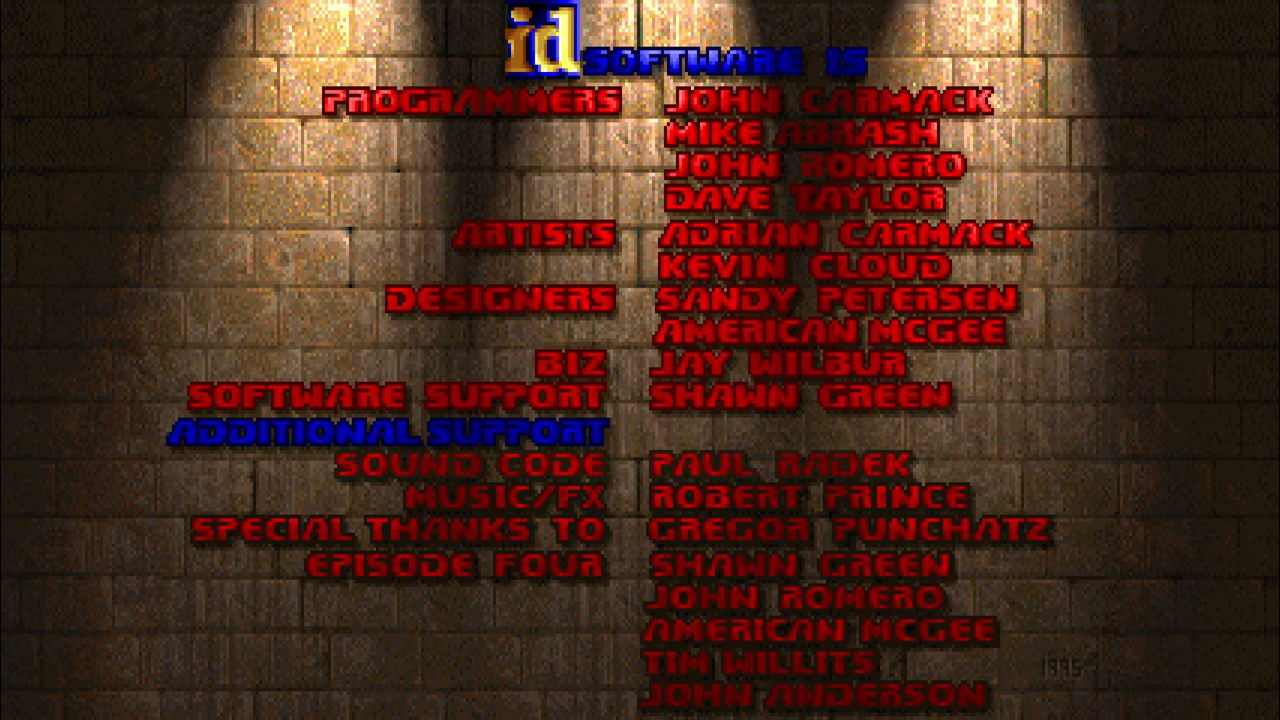 id SOFTWARE IS
PROGRAMMERS JOHN CARMACK
MIKE ABRASH
JOHN ROMERO
DAVE TAYLOR
ARTISTS ADRIAN CARMACK
KEVIN CLOUD
DESIGNERS SANDY PETERSEN
AMERICAN MCGEE
BIZ JAY WILBUR
SOFTWARE SUPPORT SHAWN GREEN
ADDITIONAL SUPPORT
SOUND CODE PAUL RADEK
MUSIC/FX ROBERT PRINCE
SPECIAL THANKS TO GREGOR PUNCHATZ
EPISODE FOUR SHAWN GREEN
JOHN ROMERO
AMERICAN MCGEE
TIM WILLITS
1995
JOHN ANDERSON